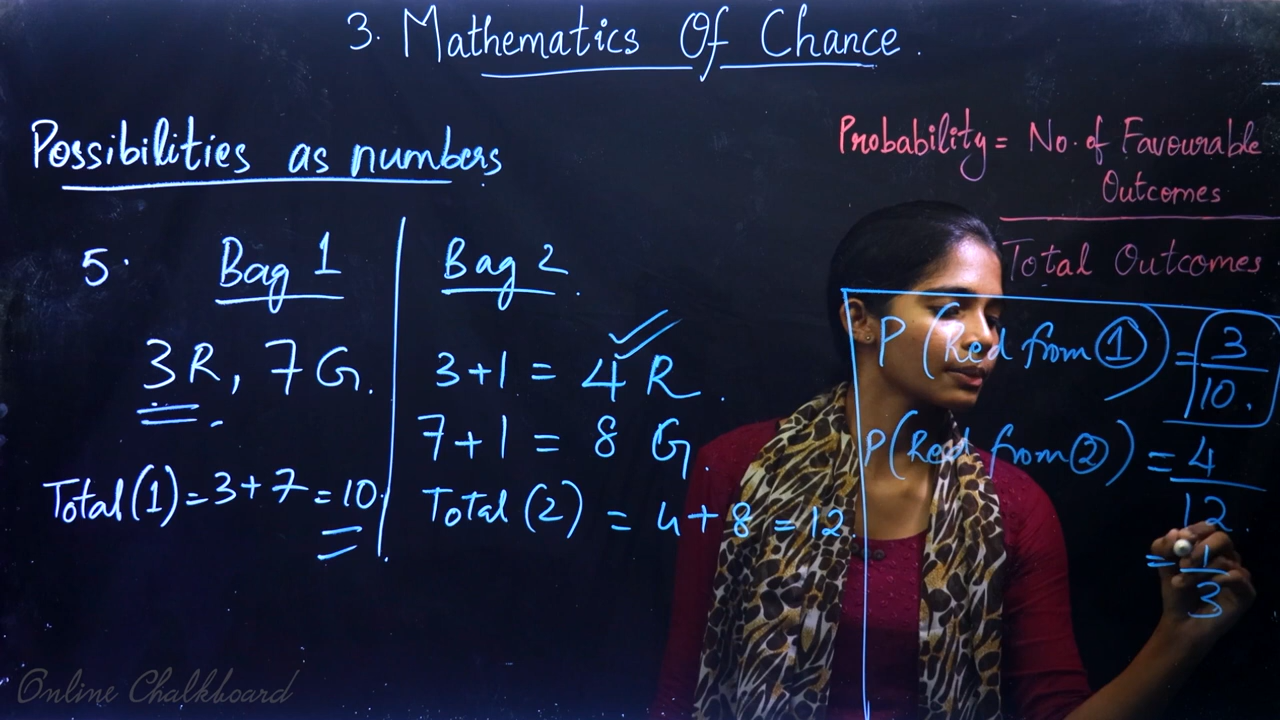 3. Mathematics Of Chance.
Possibilities as numbers
Probability = No. of Favourable
Outcomes
Total Outcomes
5. Bag 1
3R, 7G.
Total (1) = 3 + 7 = 10.
Bag 2.
3+1 = 4 R.
7+1 = 8 G.
Total (2) = 4 + 8 = 12.
P (Red from ①) = 3/10.
P (Red from ②) = 4/12.
= 1/3
Online Chalkboard